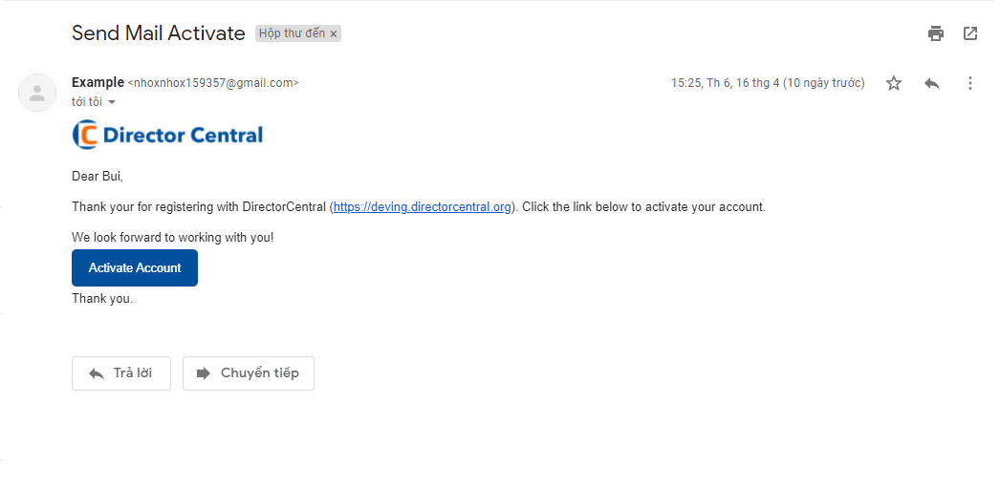 Send Mail Activate Hộp thư đến ×
Example <nhoxnhox159357@gmail.com> 15:25, Th 6, 16 thg 4 (10 ngày trước)
tới tôi
Director Central
Dear Bui,
Thank your for registering with DirectorCentral (https://deving.directorcentral.org). Click the link below to activate your account.
We look forward to working with you!
Activate Account
Thank you.
Trả lời Chuyển tiếp